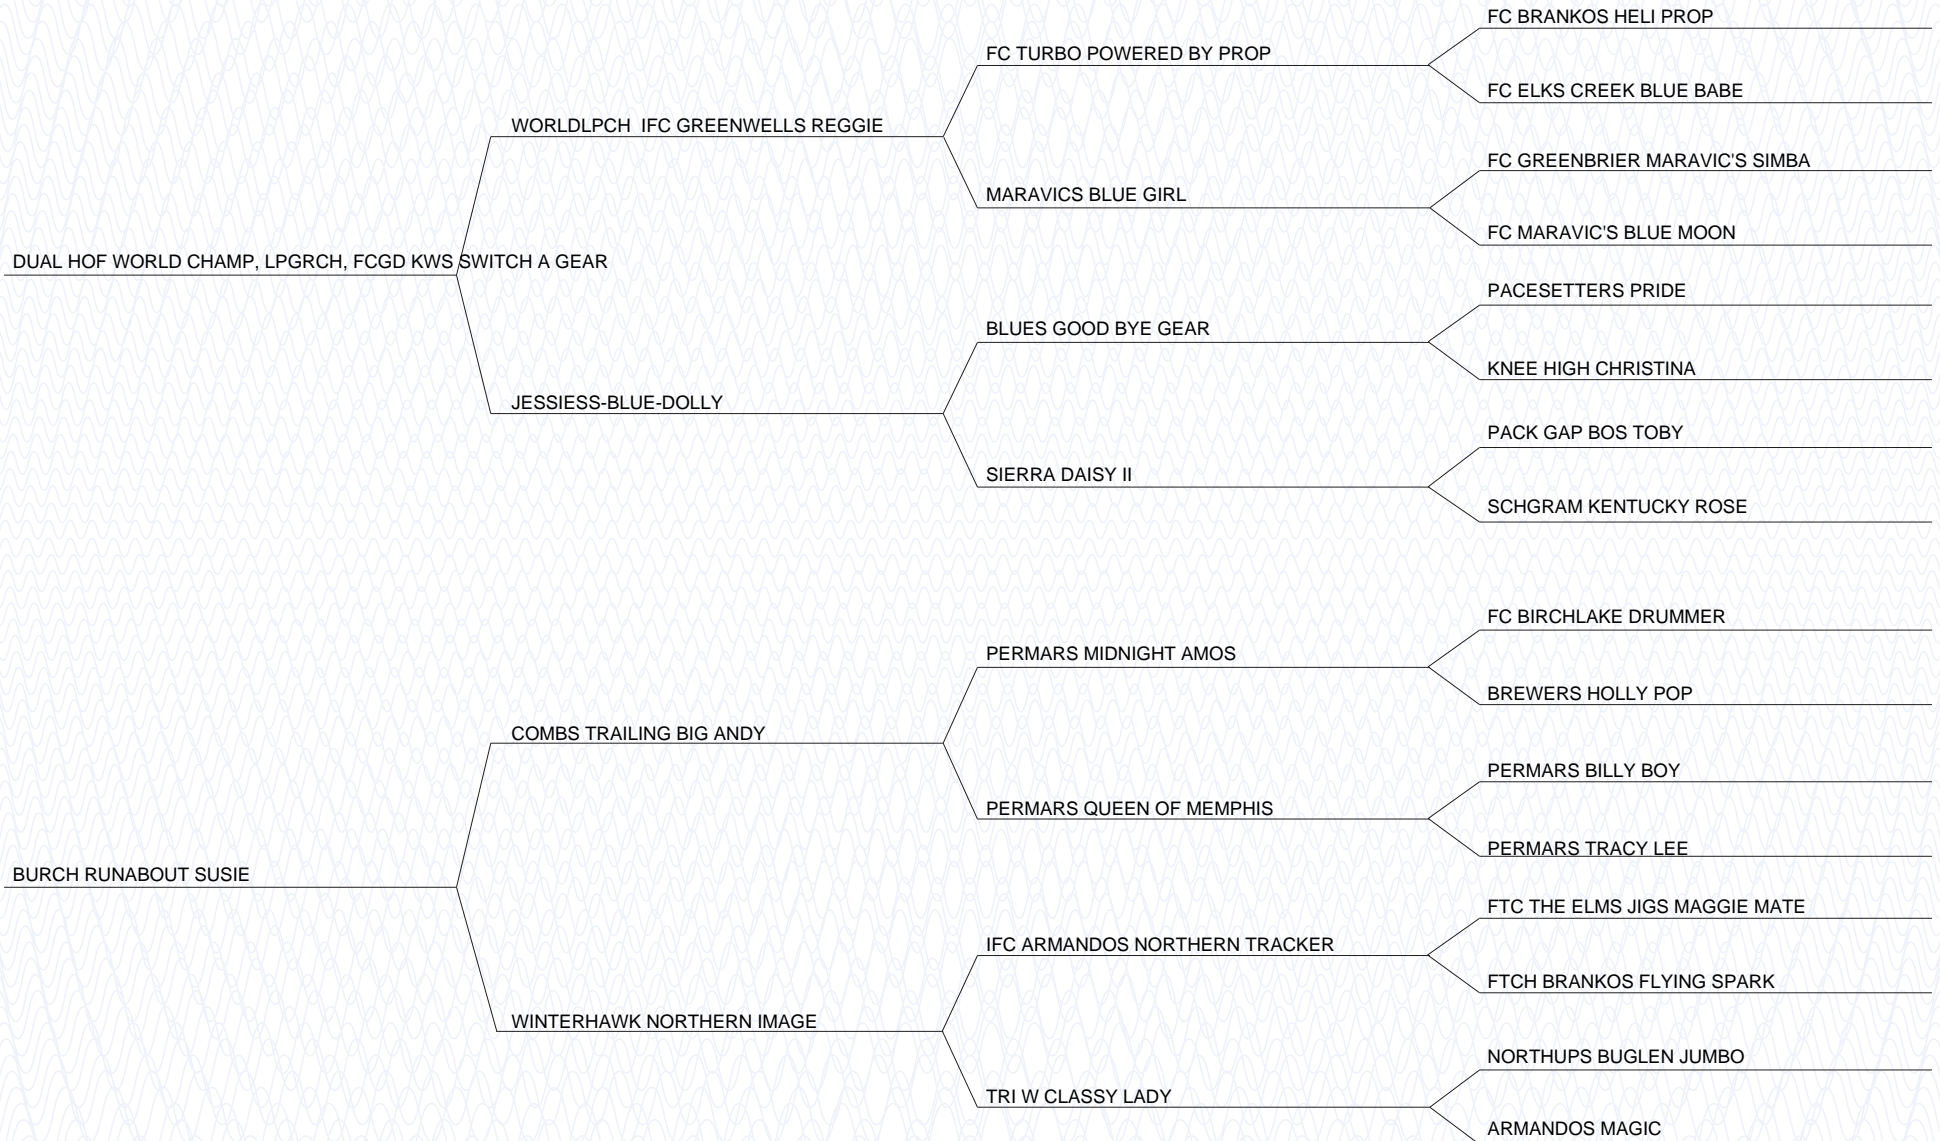 FC BRANKOS HELI PROP
FC TURBO POWERED BY PROP
FC ELKS CREEK BLUE BABE
WORLDLPCH  IFC GREENWELLS REGGIE
FC GREENBRIER MARAVIC'S SIMBA
MARAVICS BLUE GIRL
FC MARAVIC'S BLUE MOON
DUAL HOF WORLD CHAMP, LPGRCH, FCGD KWS SWITCH A GEAR
PACESETTERS PRIDE
BLUES GOOD BYE GEAR
KNEE HIGH CHRISTINA
JESSIESS-BLUE-DOLLY
PACK GAP BOS TOBY
SIERRA DAISY II
SCHGRAM KENTUCKY ROSE
FC BIRCHLAKE DRUMMER
PERMARS MIDNIGHT AMOS
BREWERS HOLLY POP
COMBS TRAILING BIG ANDY
PERMARS BILLY BOY
PERMARS QUEEN OF MEMPHIS
PERMARS TRACY LEE
BURCH RUNABOUT SUSIE
FTC THE ELMS JIGS MAGGIE MATE
IFC ARMANDOS NORTHERN TRACKER
FTCH BRANKOS FLYING SPARK
WINTERHAWK NORTHERN IMAGE
NORTHUPS BUGLEN JUMBO
TRI W CLASSY LADY
ARMANDOS MAGIC